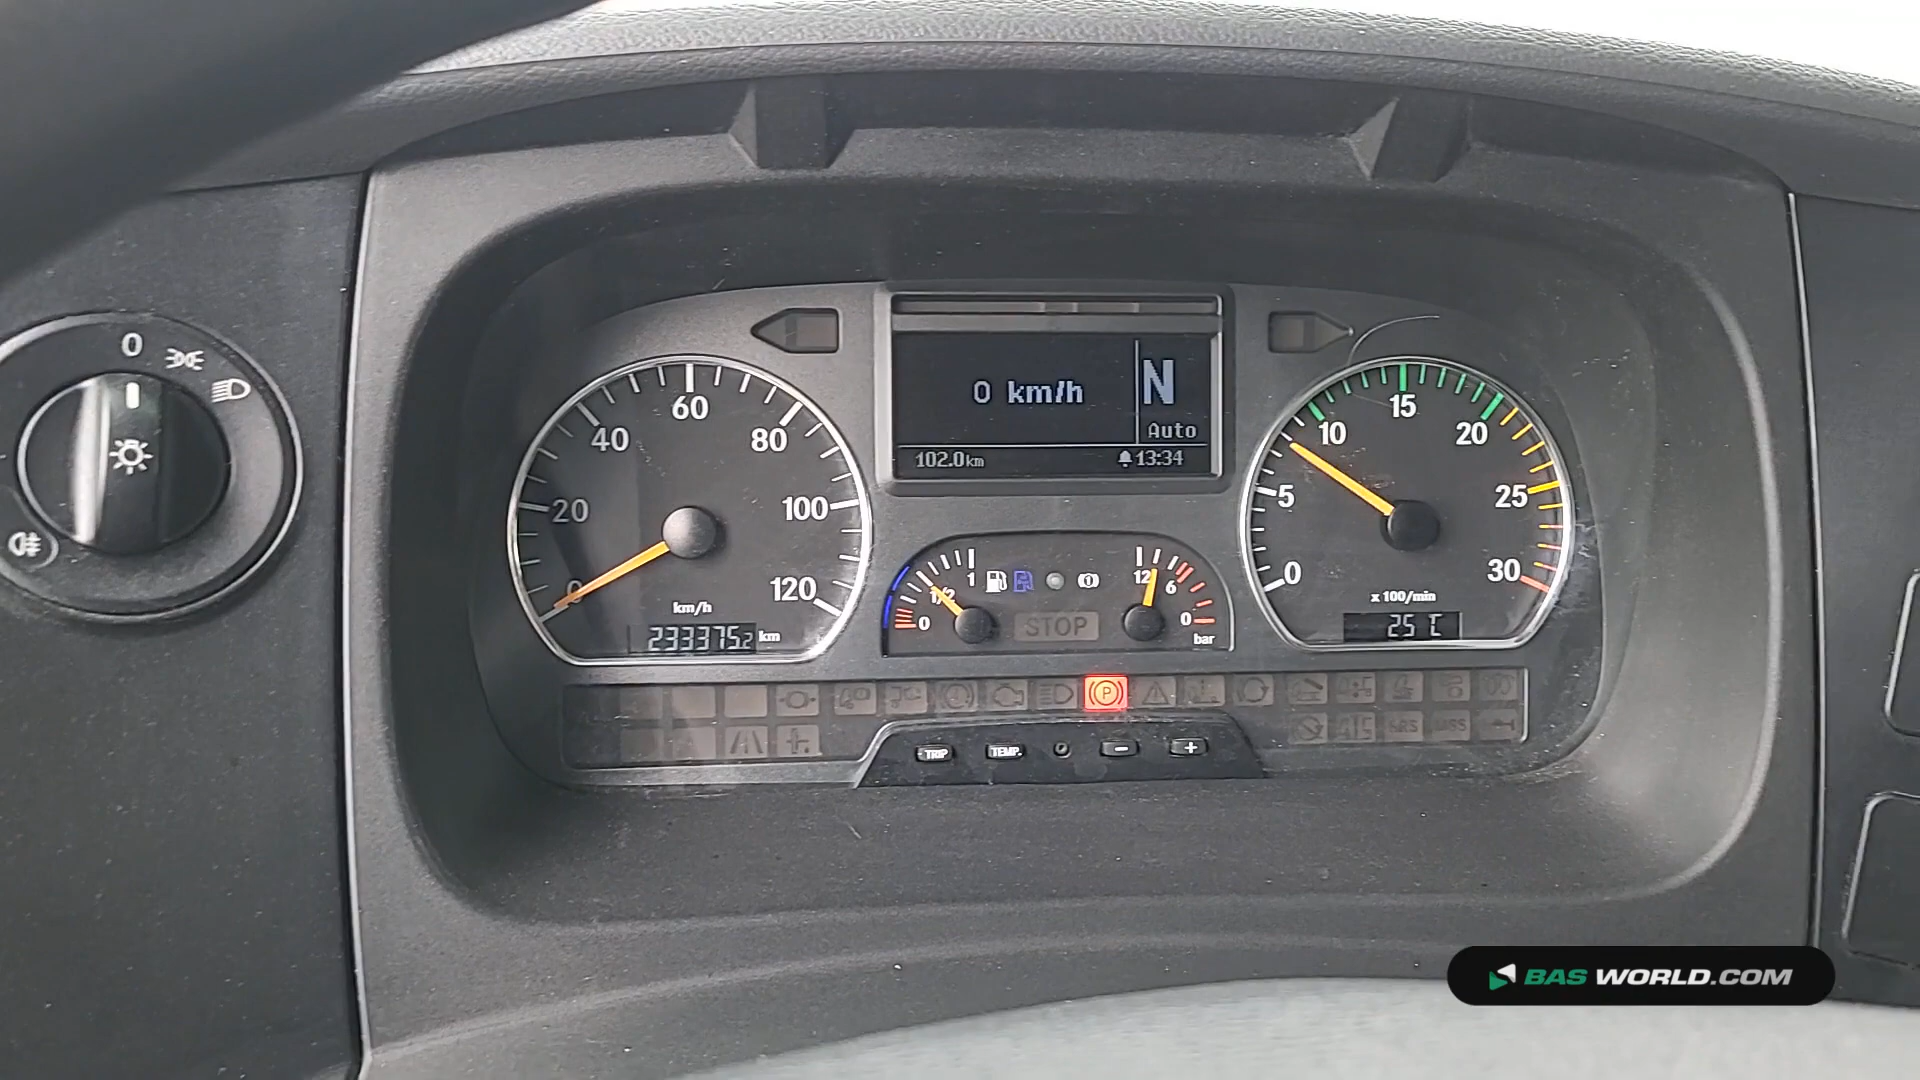 0
0 km/h
N
Auto
102.0km
13:34
0
20
40
60
80
100
120
km/h
233375.2 km
0
1/2
1
12
6
0
bar
STOP
0
5
10
15
20
25
30
x 100/min
25°C
P
TRIP
TEMP.
-
+
BAS WORLD.COM